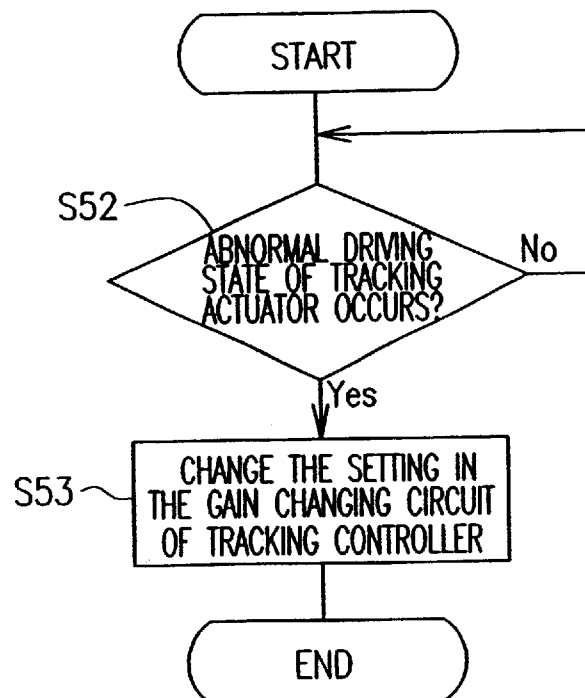 START
S52
ABNORMAL DRIVING
STATE OF TRACKING
ACTUATOR OCCURS?
No
Yes
S53
CHANGE THE SETTING IN
THE GAIN CHANGING CIRCUIT
OF TRACKING CONTROLLER
END